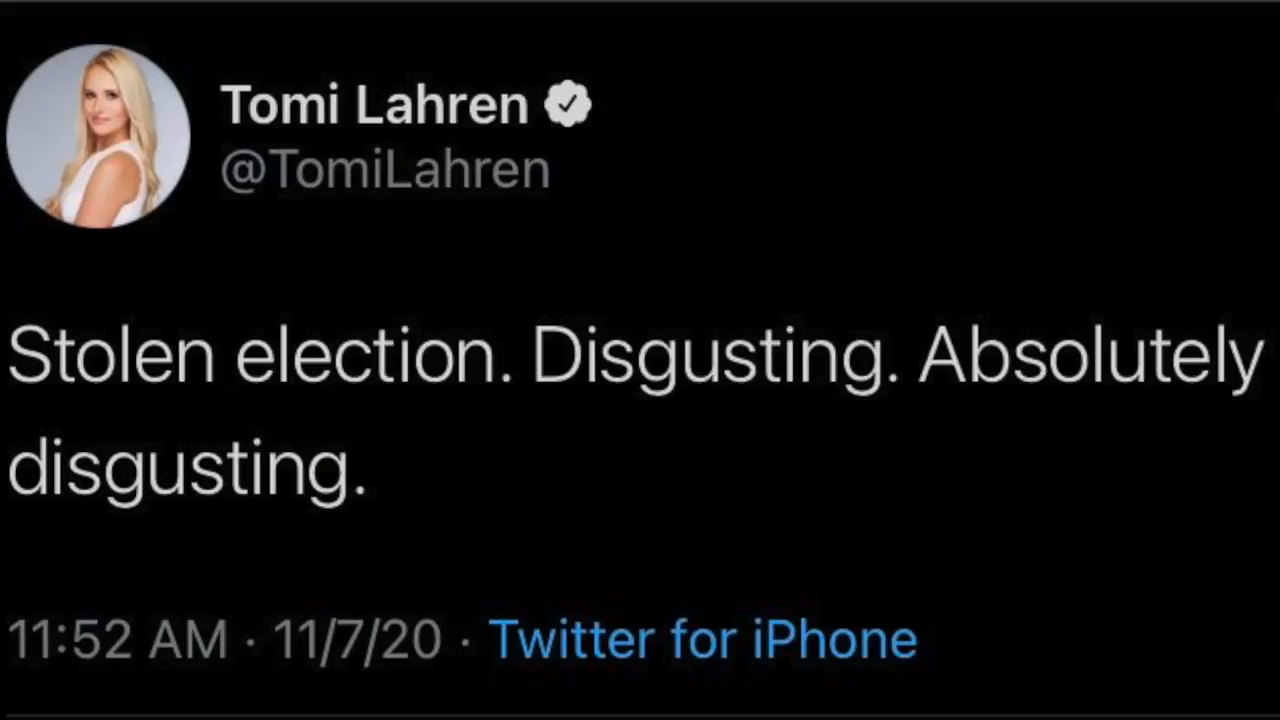 Tomi Lahren
@TomiLahren
Stolen election. Disgusting. Absolutely
disgusting.
11:52 AM · 11/7/20 · Twitter for iPhone